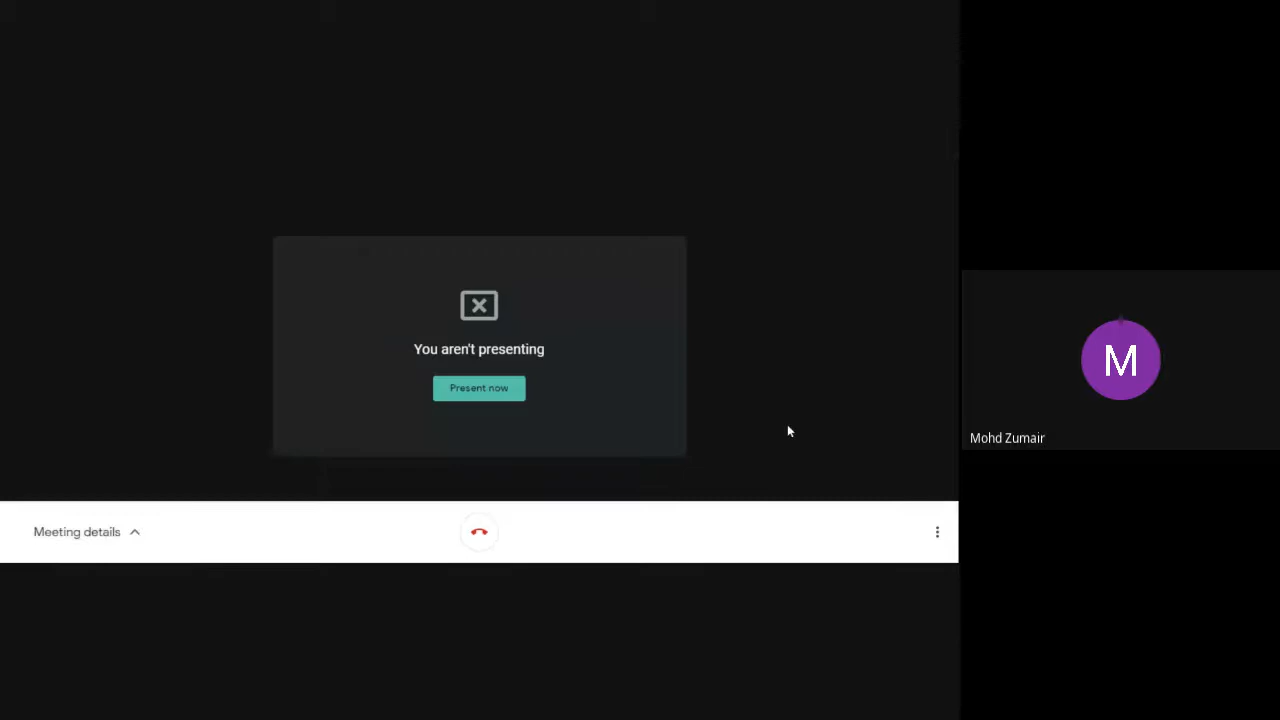 You aren't presenting
Present now
M
Mohd Zumair
Meeting details